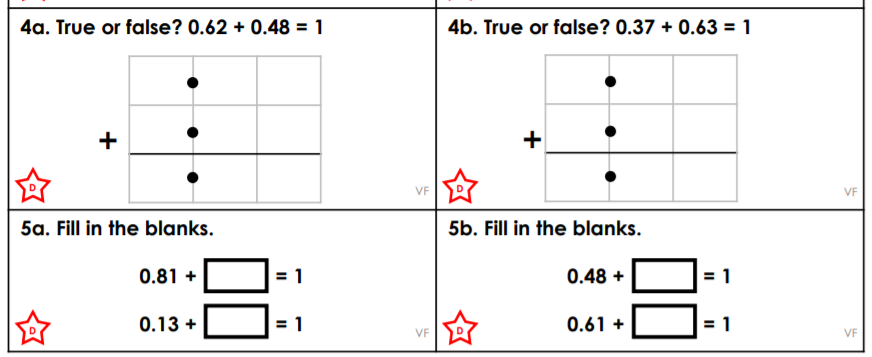 4a. True or false? 0.62 + 0.48 = 1
+
D
VF
4b. True or false? 0.37 + 0.63 = 1
+
D
VF
5a. Fill in the blanks.
0.81 + = 1
0.13 + = 1
D
VF
5b. Fill in the blanks.
0.48 + = 1
0.61 + = 1
D
VF